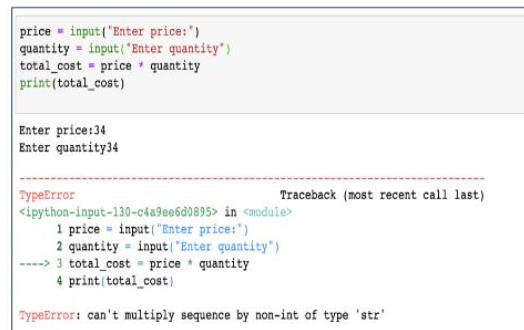 price = input("Enter price:")
quantity = input("Enter quantity")
total_cost = price * quantity
print(total_cost)
Enter price:34
Enter quantity34
---------------------------------------------------------------------------
TypeError Traceback (most recent call last)
<ipython-input-130-c4a9ee6d0895> in <module>
1 price = input("Enter price:")
2 quantity = input("Enter quantity")
----> 3 total_cost = price * quantity
4 print(total_cost)
TypeError: can't multiply sequence by non-int of type 'str'